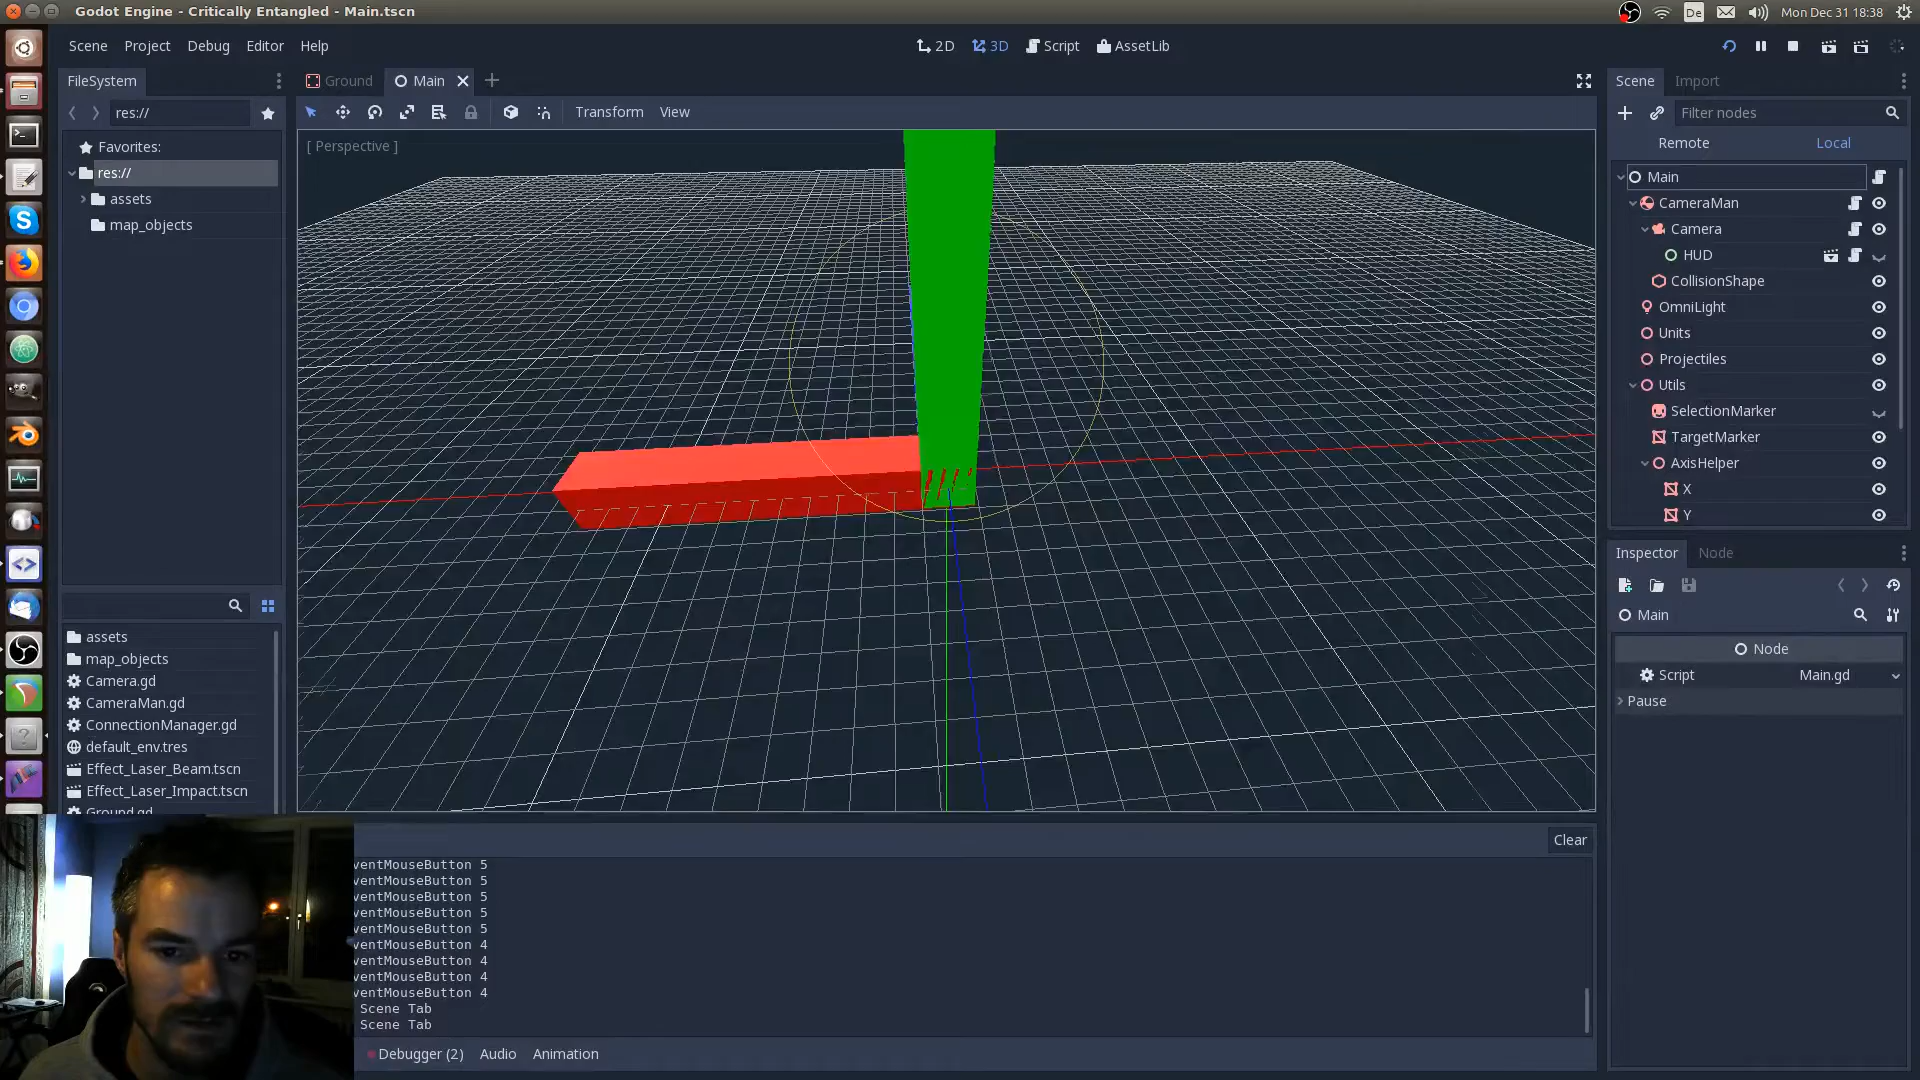 Godot Engine - Critically Entangled - Main.tscn
De
Mon Dec 31 18:38
Scene Project Debug Editor Help
2D 3D Script AssetLib
FileSystem
res://
Favorites:
res://
assets
map_objects
assets
map_objects
Camera.gd
CameraMan.gd
ConnectionManager.gd
default_env.tres
Effect_Laser_Beam.tscn
Effect_Laser_Impact.tscn
Ground.gd
Ground Main
Transform View
[ Perspective ]
Clear
ventMouseButton 5
ventMouseButton 5
ventMouseButton 5
ventMouseButton 5
ventMouseButton 5
ventMouseButton 4
ventMouseButton 4
ventMouseButton 4
ventMouseButton 4
Scene Tab
Scene Tab
Debugger (2) Audio Animation
Scene Import
Filter nodes
Remote Local
Main
CameraMan
Camera
HUD
CollisionShape
OmniLight
Units
Projectiles
Utils
SelectionMarker
TargetMarker
AxisHelper
X
Y
Inspector Node
Main
Node
Script Main.gd
Pause